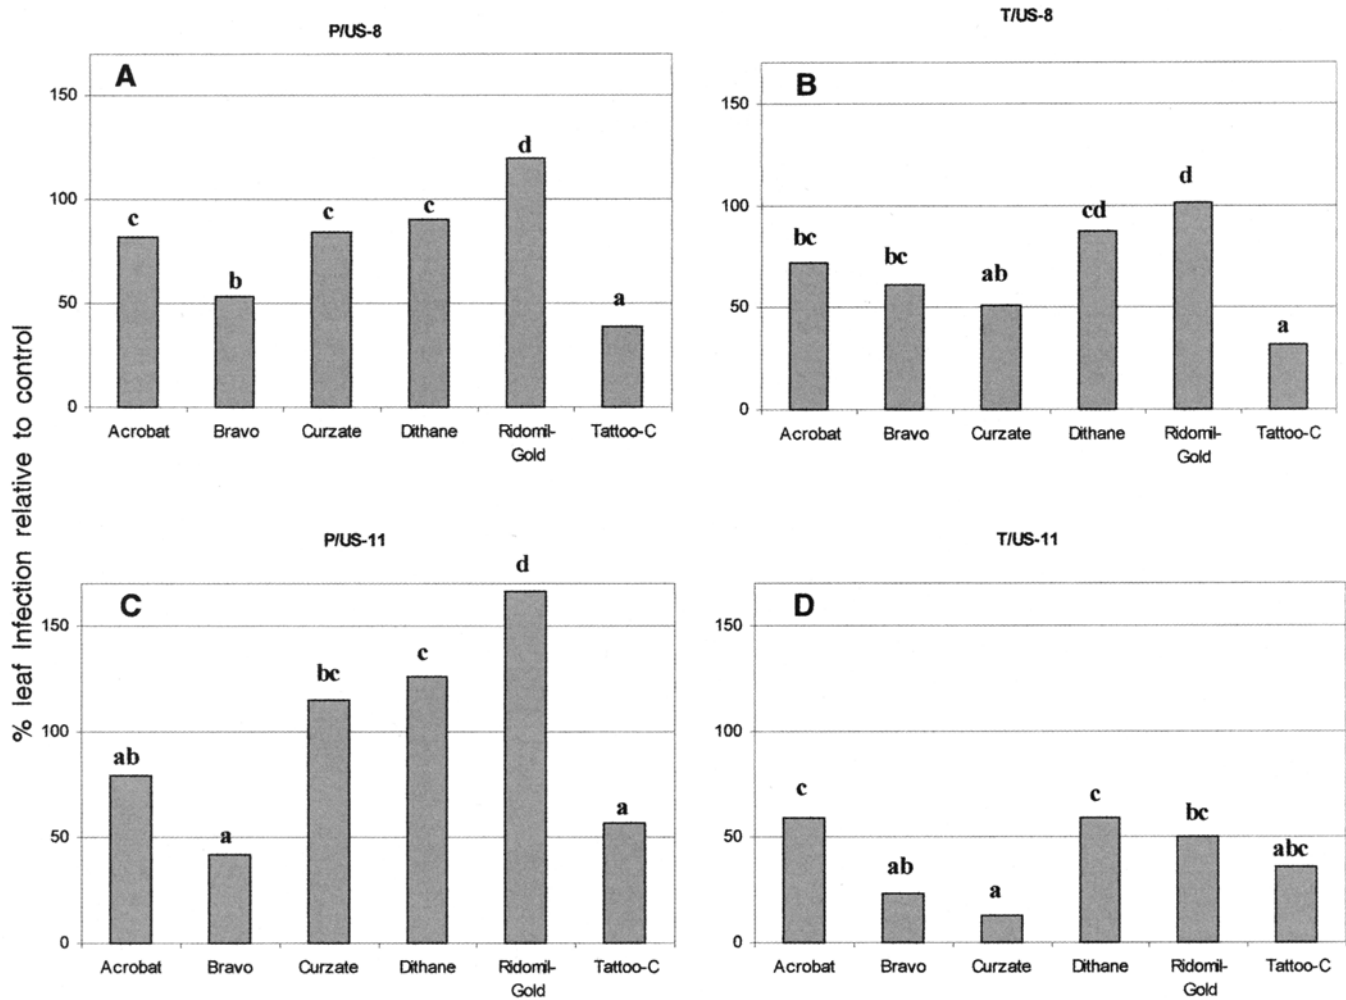 P/US-8
A
150
100
50
0
c
b
c
c
d
a
Acrobat
Bravo
Curzate
Dithane
Ridomil-
Gold
Tattoo-C
T/US-8
B
150
100
50
0
bc
bc
ab
cd
d
a
Acrobat
Bravo
Curzate
Dithane
Ridomil-
Gold
Tattoo-C
% leaf Infection relative to control
P/US-11
C
150
100
50
0
ab
a
bc
c
d
a
Acrobat
Bravo
Curzate
Dithane
Ridomil-
Gold
Tattoo-C
T/US-11
D
150
100
50
0
c
ab
a
c
bc
abc
Acrobat
Bravo
Curzate
Dithane
Ridomil-
Gold
Tattoo-C